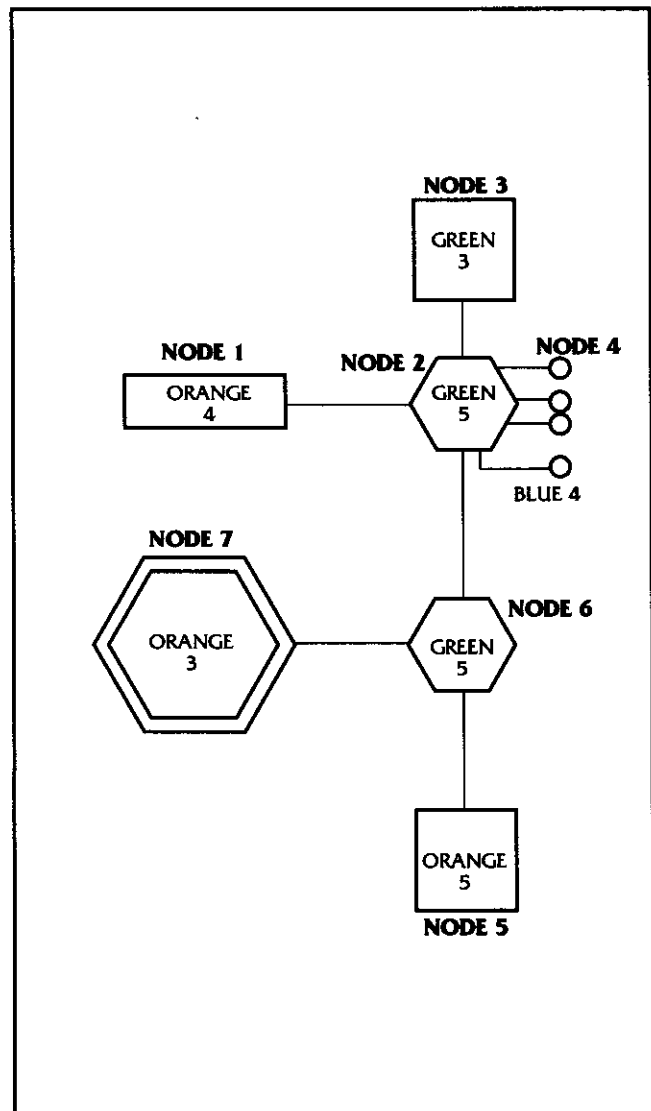 NODE 3
GREEN
3
NODE 1
NODE 2
NODE 4
ORANGE
4
GREEN
5
BLUE 4
NODE 7
NODE 6
ORANGE
3
GREEN
5
ORANGE
5
NODE 5